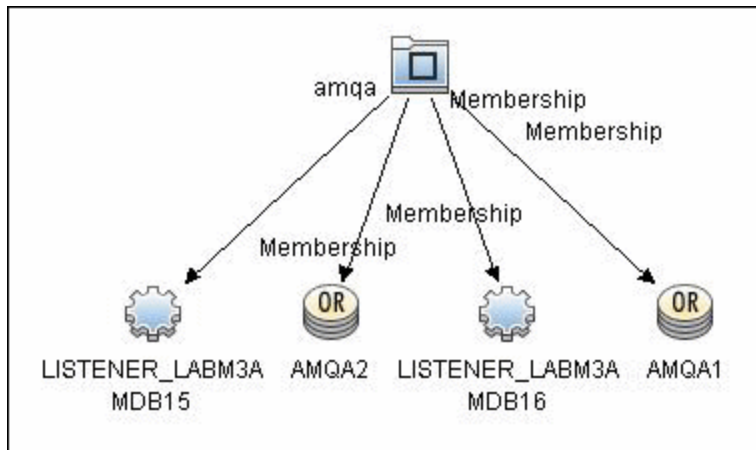 amqa
Membership
Membership
Membership
Membership
OR
OR
LISTENER_LABM3A
MDB15
AMQA2
LISTENER_LABM3A
MDB16
AMQA1